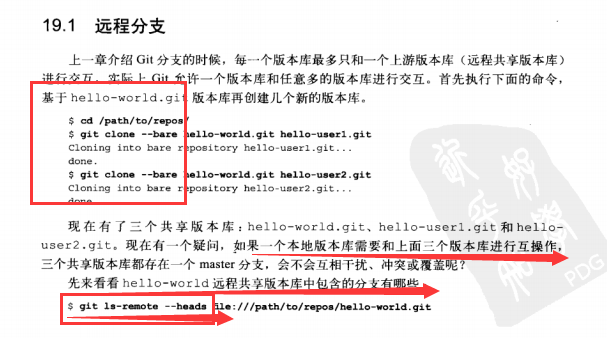 19.1 远程分支
上一章介绍 Git 分支的时候，每一个版本库最多只和一个上游版本库（远程共享版本库）
进行交互，实际上 Git 允许一个版本库和任意多的版本库进行交互。首先执行下面的命令，
基于 hello-world.git 版本库再创建几个新的版本库。
$ cd /path/to/repos/
$ git clone --bare hello-world.git hello-user1.git
Cloning into bare repository hello-user1.git...
done.
$ git clone --bare hello-world.git hello-user2.git
Cloning into bare repository hello-user2.git...
done.
现在有了三个共享版本库：hello-world.git、hello-user1.git 和 hello-
user2.git。现在有一个疑问，如果一个本地版本库需要和上面三个版本库进行互操作，
三个共享版本库都存在一个 master 分支，会不会互相干扰、冲突或覆盖呢？
先来看看 hello-world 远程共享版本库中包含的分支有哪些
$ git ls-remote --heads file:///path/to/repos/hello-world.git
PDG